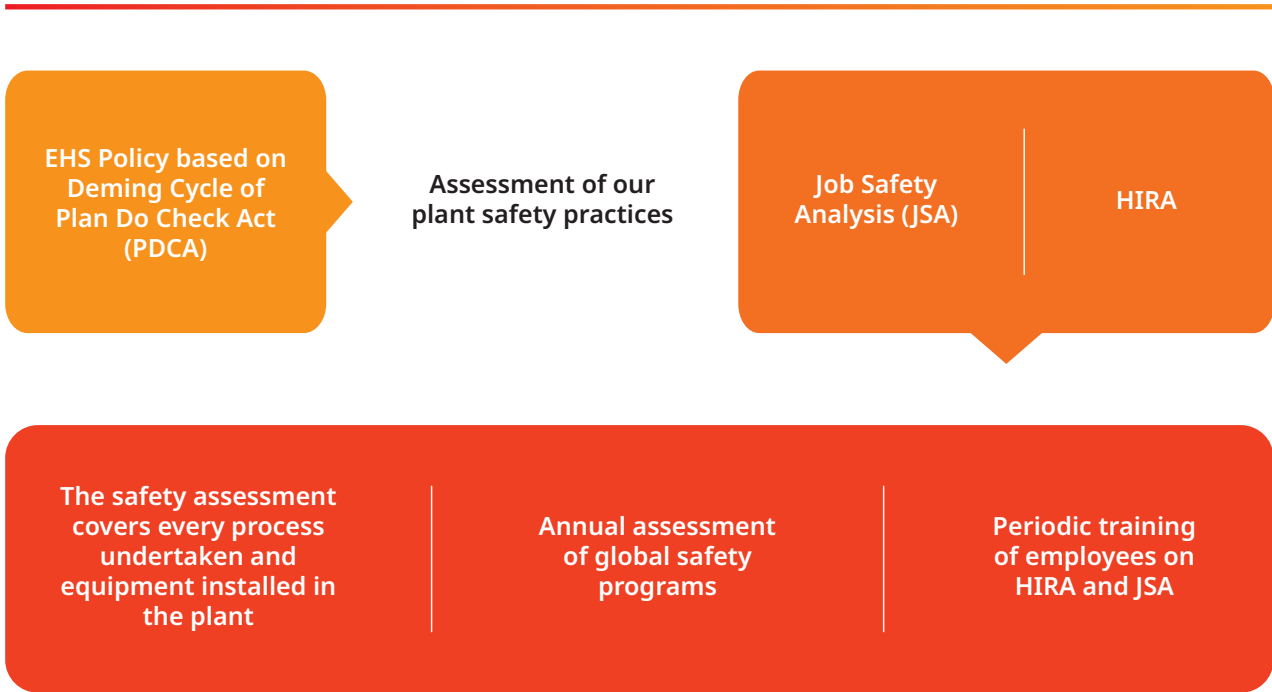 EHS Policy based on
Deming Cycle of
Plan Do Check Act
(PDCA)
Assessment of our
plant safety practices
Job Safety
Analysis (JSA)
HIRA
The safety assessment
covers every process
undertaken and
equipment installed in
the plant
Annual assessment
of global safety
programs
Periodic training
of employees on
HIRA and JSA